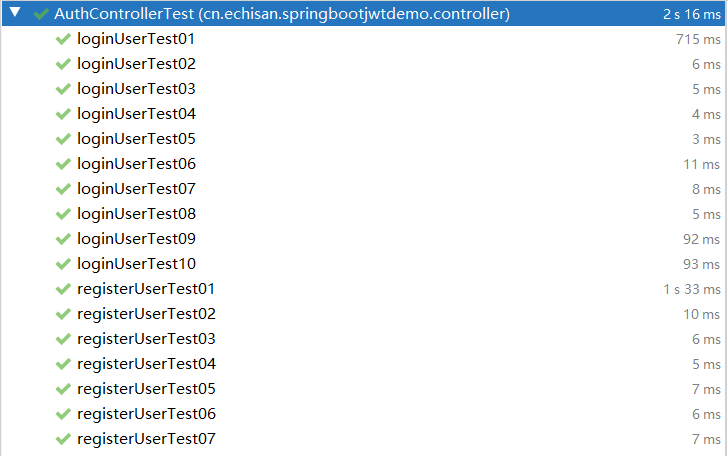 AuthControllerTest (cn.echisan.springbootjwtdemo.controller) 2 s 16 ms
loginUserTest01 715 ms
loginUserTest02 6 ms
loginUserTest03 5 ms
loginUserTest04 4 ms
loginUserTest05 3 ms
loginUserTest06 11 ms
loginUserTest07 8 ms
loginUserTest08 5 ms
loginUserTest09 92 ms
loginUserTest10 93 ms
registerUserTest01 1 s 33 ms
registerUserTest02 10 ms
registerUserTest03 6 ms
registerUserTest04 5 ms
registerUserTest05 7 ms
registerUserTest06 6 ms
registerUserTest07 7 ms